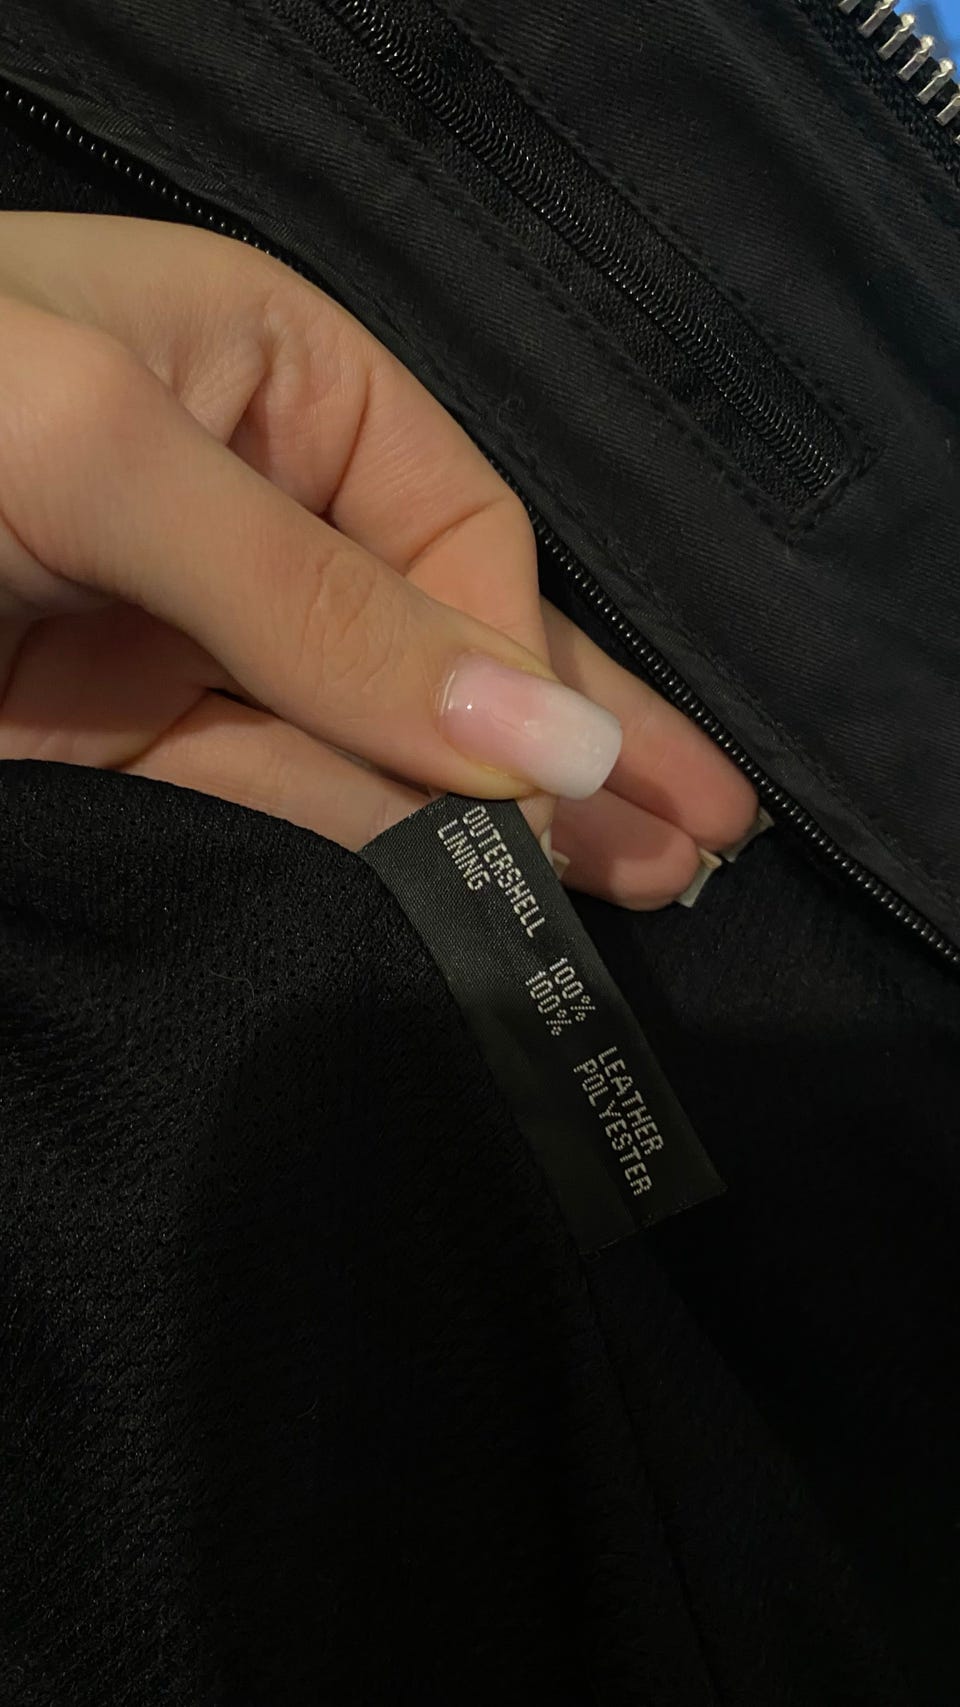 OUTERSHELL 100% LEATHER
LINING 100% POLYESTER